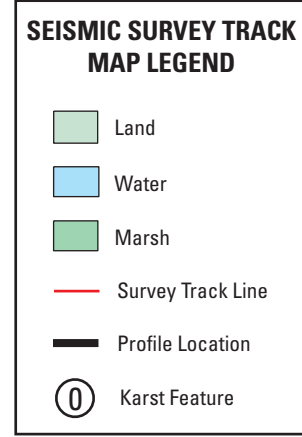 SEISMIC SURVEY TRACK
MAP LEGEND
Land
Water
Marsh
Survey Track Line
Profile Location
0 Karst Feature